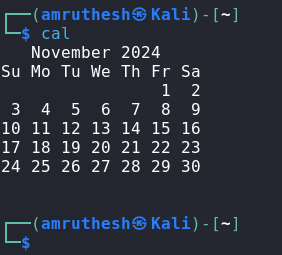 ┌──(amruthesh㉿Kali)-[~]
└─$ cal
   November 2024
Su Mo Tu We Th Fr Sa
                1  2
 3  4  5  6  7  8  9
10 11 12 13 14 15 16
17 18 19 20 21 22 23
24 25 26 27 28 29 30
┌──(amruthesh㉿Kali)-[~]
└─$